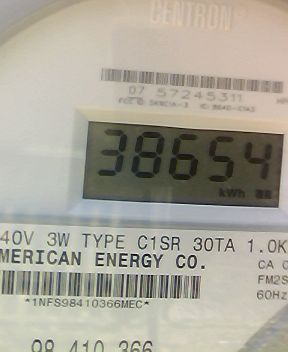 CENTRON
07 57245311
38654
kWh
40V 3W TYPE C1SR 30TA 1.0K
MERICAN ENERGY CO.
CA 0
FM2S
*1NFS98410366MEC*
60Hz
98 410 366